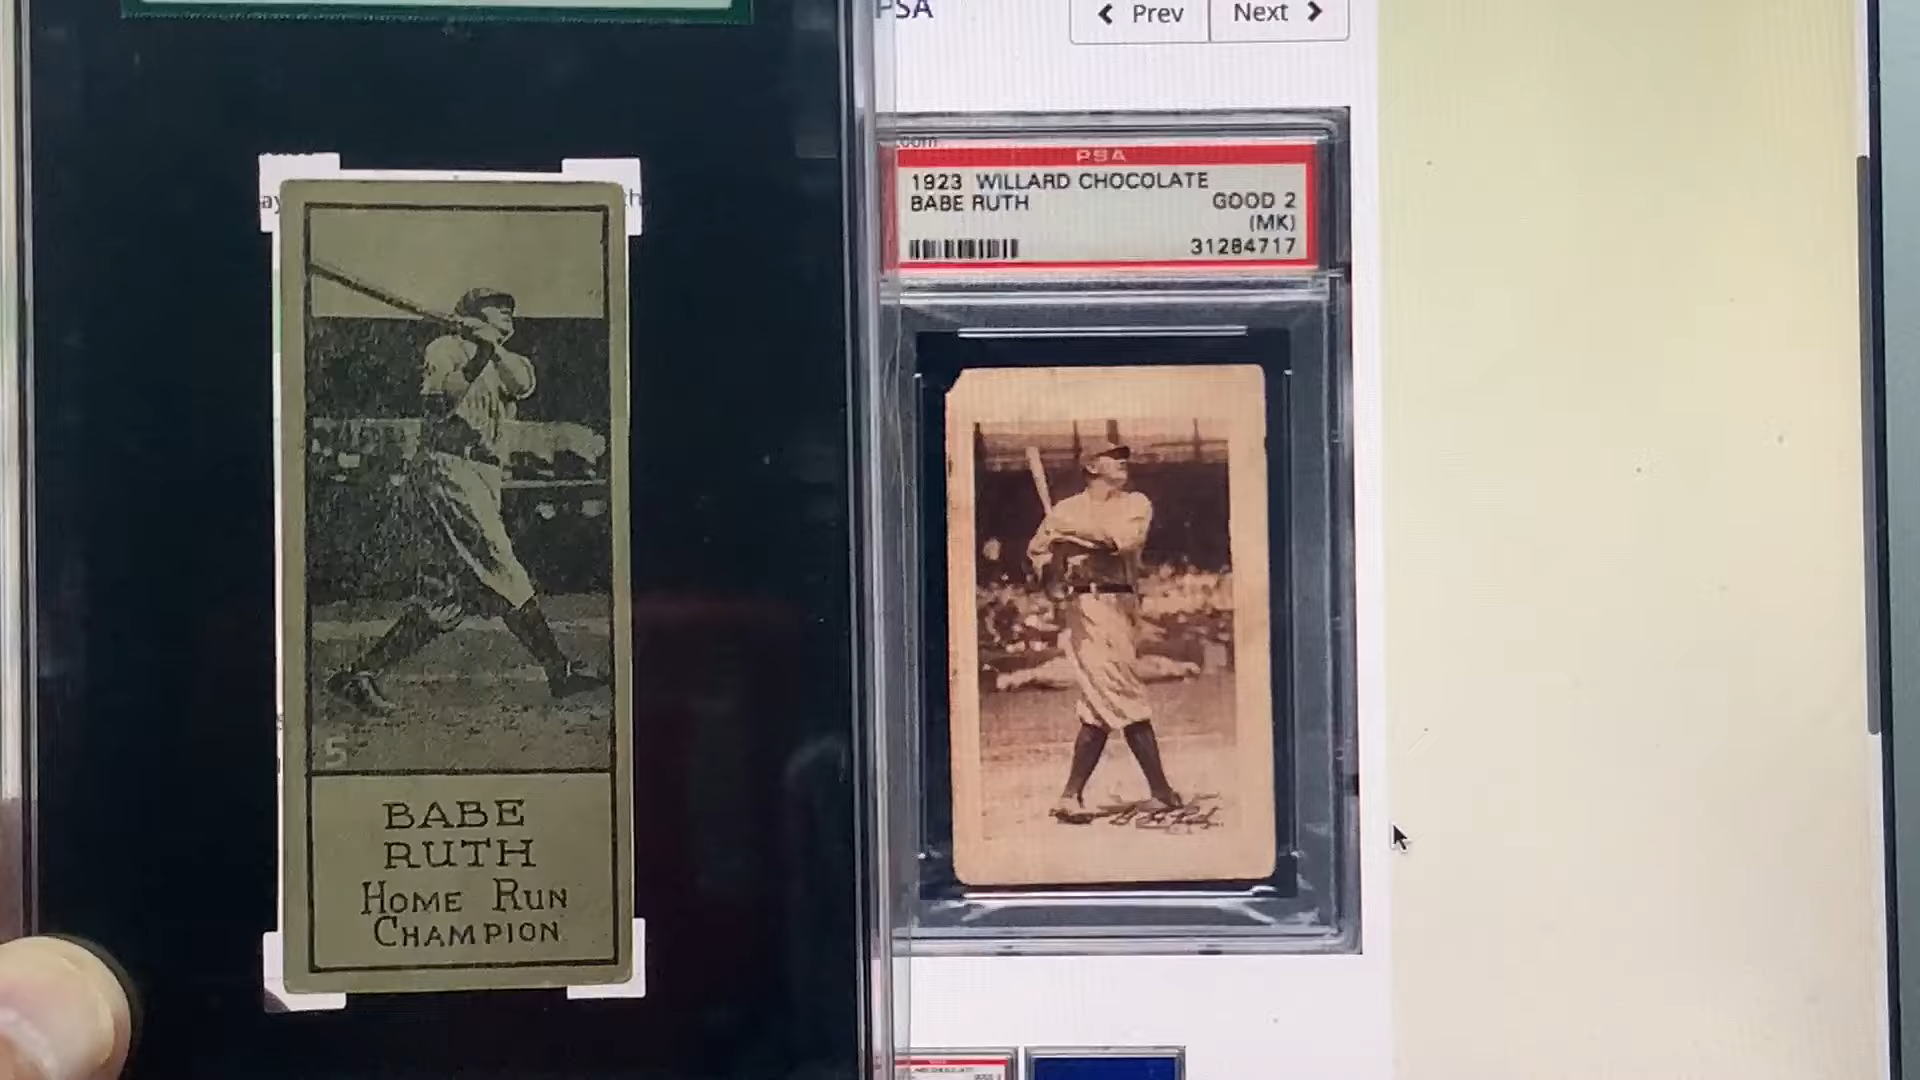 PSA
Prev
Next
PSA
1923 WILLARD CHOCOLATE
BABE RUTH GOOD 2
(MK)
31284717
5
BABE
RUTH
HOME RUN
CHAMPION